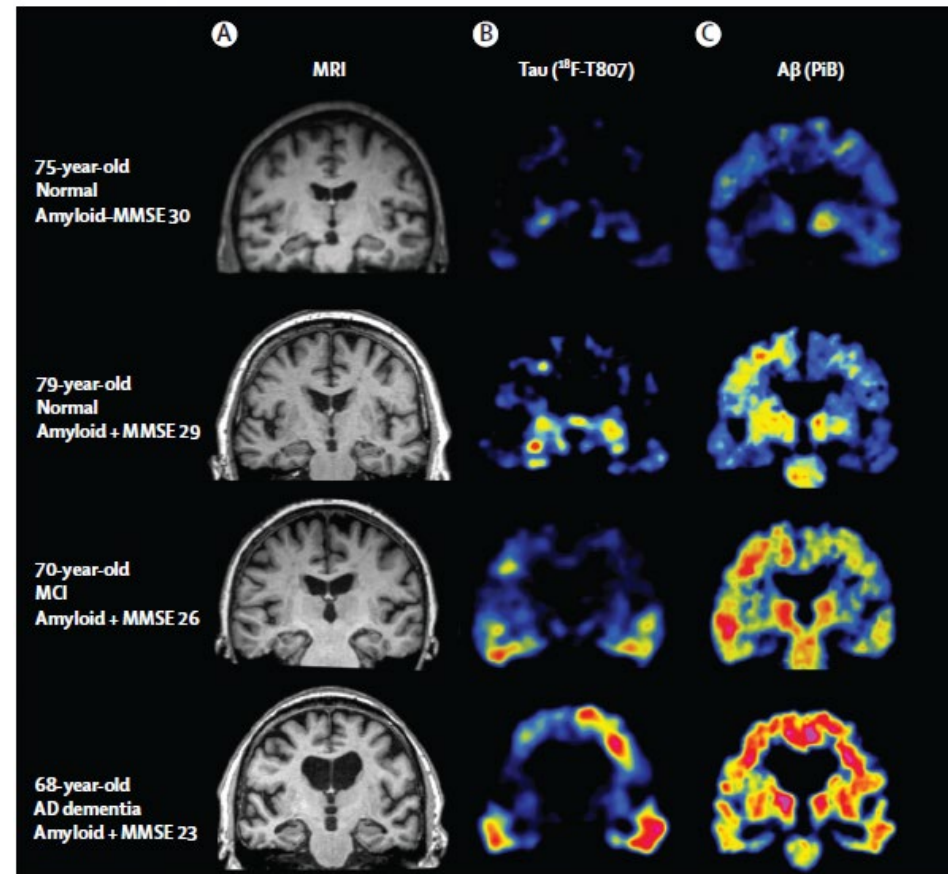 A
B
C
MRI
Tau (¹⁸F-T807)
Aβ (PiB)
75-year-old
Normal
Amyloid–MMSE 30
79-year-old
Normal
Amyloid + MMSE 29
70-year-old
MCI
Amyloid + MMSE 26
68-year-old
AD dementia
Amyloid + MMSE 23